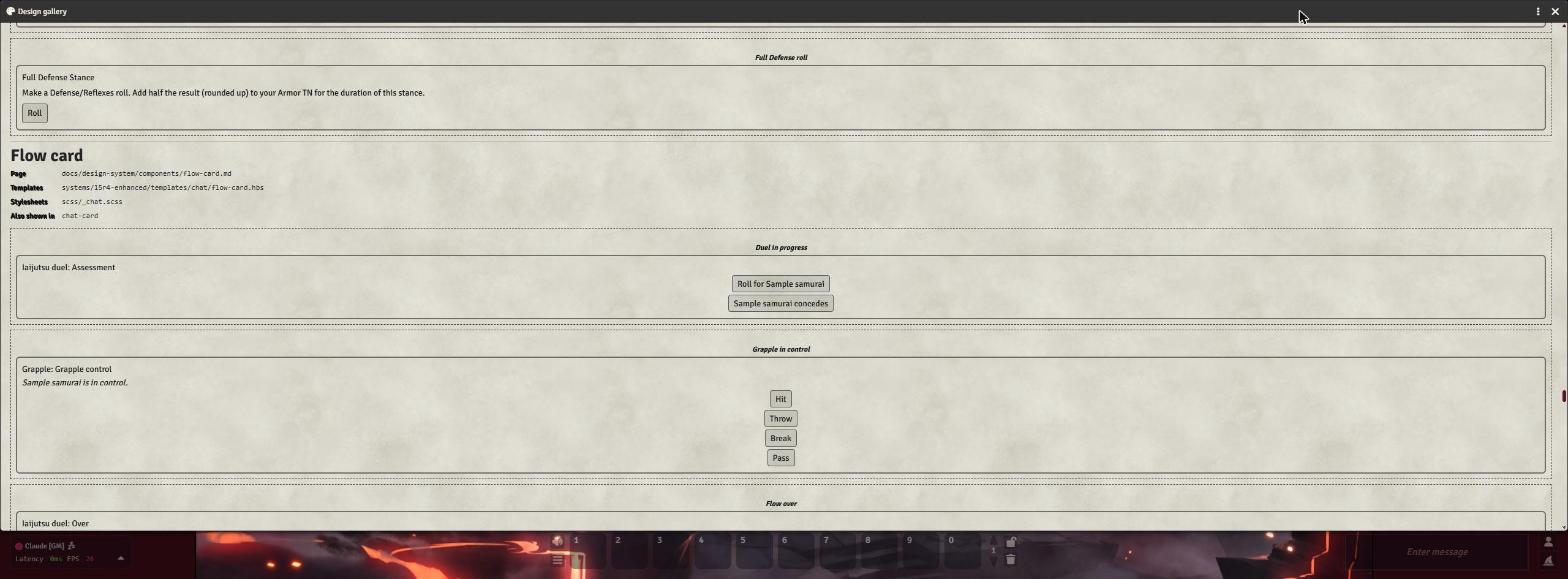 Design gallery
Full Defense roll
Full Defense Stance
Make a Defense/Reflexes roll. Add half the result (rounded up) to your Armor TN for the duration of this stance.
Roll
Flow card
Page docs/design-system/components/flow-card.md
Templates systems/l5r4-enhanced/templates/chat/flow-card.hbs
Stylesheets scss/_chat.scss
Also shown in chat-card
Duel in progress
Iaijutsu duel: Assessment
Roll for Sample samurai
Sample samurai concedes
Grapple in control
Grapple: Grapple control
Sample samurai is in control.
Hit
Throw
Break
Pass
Flow over
Iaijutsu duel: Over
Claude [GM]
Latency 0ms FPS 26
1 2 3 4 5 6 7 8 9 0
1
Enter message